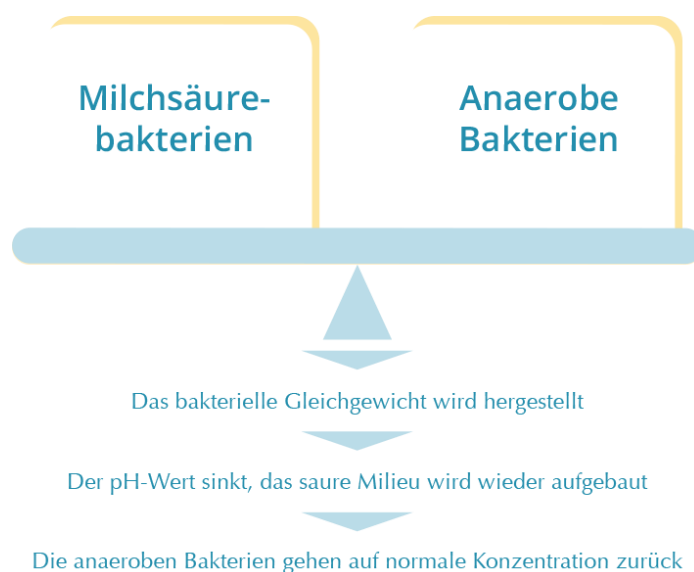 Milchsäure-
bakterien
Anaerobe
Bakterien
Das bakterielle Gleichgewicht wird hergestellt
Der pH-Wert sinkt, das saure Milieu wird wieder aufgebaut
Die anaeroben Bakterien gehen auf normale Konzentration zurück